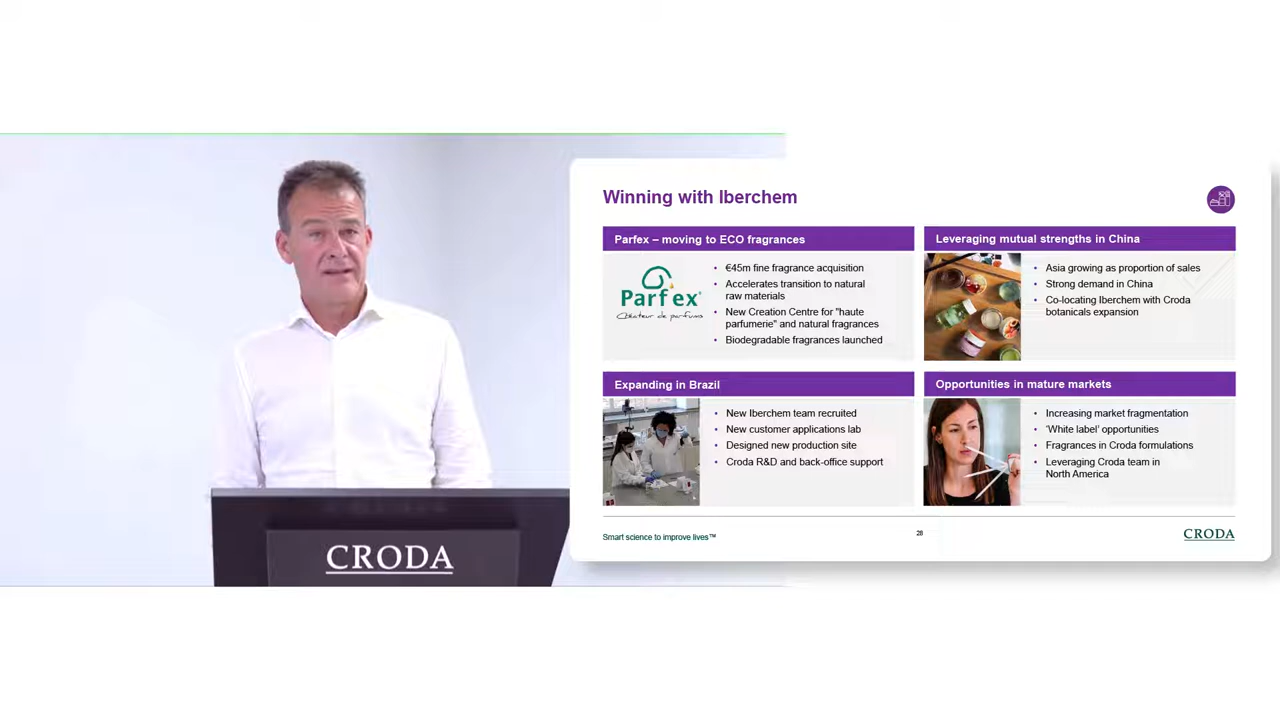 Winning with Iberchem
Parfex – moving to ECO fragrances
Parfex
Créateur de parfums
• €45m fine fragrance acquisition
• Accelerates transition to natural
raw materials
• New Creation Centre for "haute
parfumerie" and natural fragrances
• Biodegradable fragrances launched
Leveraging mutual strengths in China
• Asia growing as proportion of sales
• Strong demand in China
• Co-locating Iberchem with Croda
botanicals expansion
Expanding in Brazil
• New Iberchem team recruited
• New customer applications lab
• Designed new production site
• Croda R&D and back-office support
Opportunities in mature markets
• Increasing market fragmentation
• 'White label' opportunities
• Fragrances in Croda formulations
• Leveraging Croda team in
North America
Smart science to improve lives™
28
CRODA
CRODA